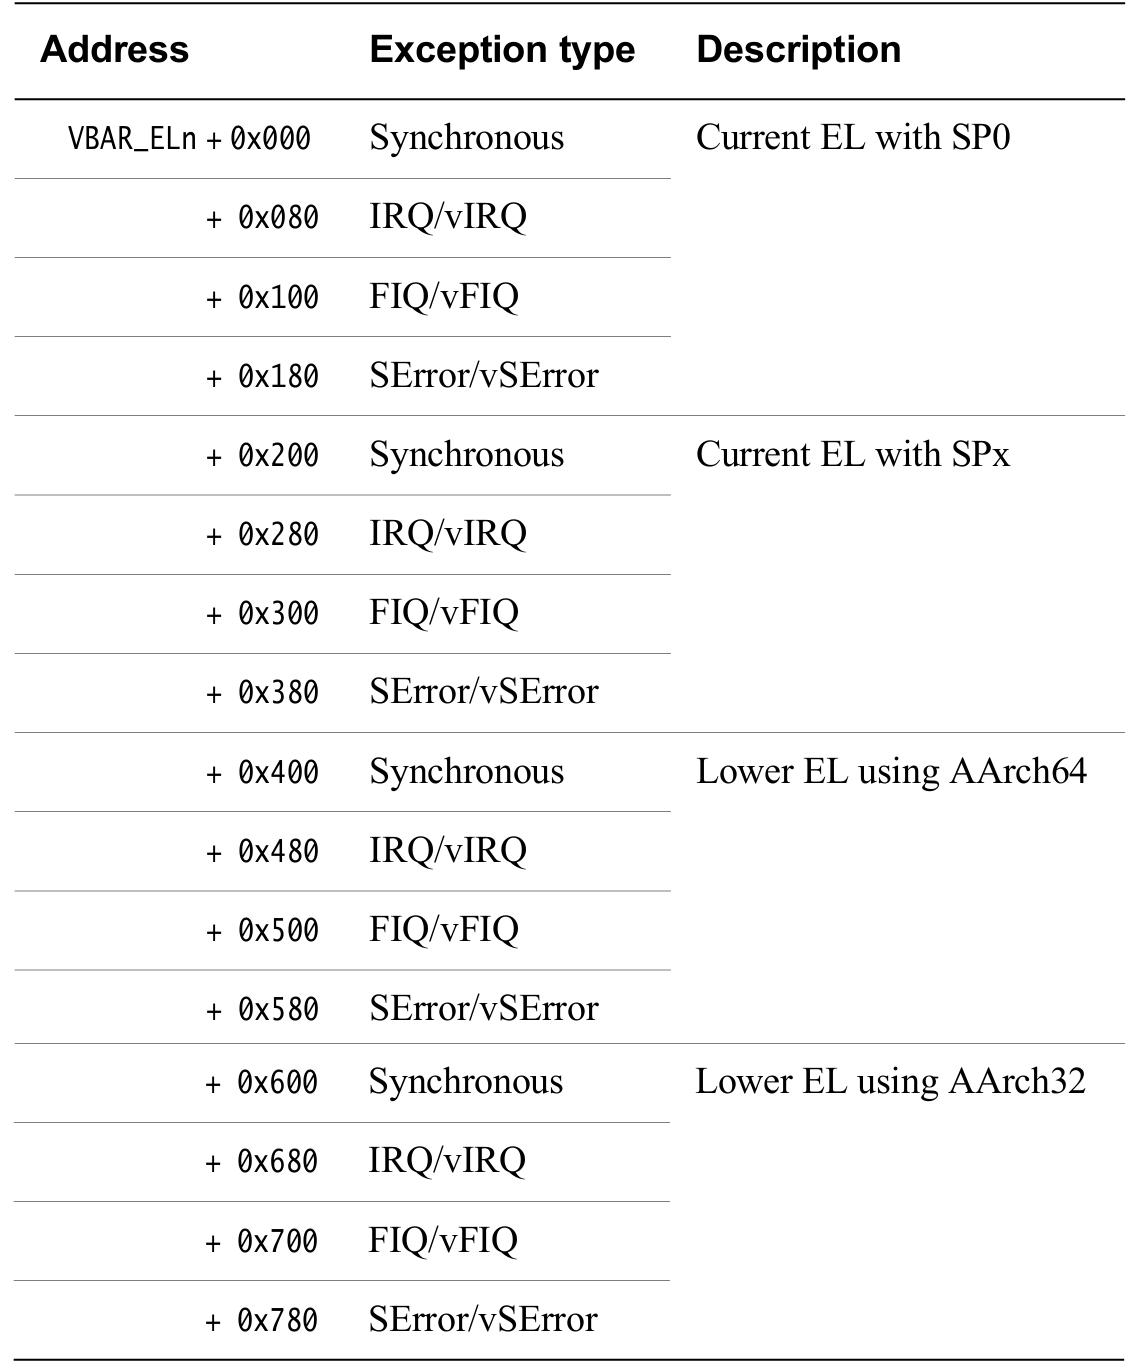 Address Exception type Description
VBAR_ELn + 0x000 Synchronous Current EL with SP0
+ 0x080 IRQ/vIRQ
+ 0x100 FIQ/vFIQ
+ 0x180 SError/vSError
+ 0x200 Synchronous Current EL with SPx
+ 0x280 IRQ/vIRQ
+ 0x300 FIQ/vFIQ
+ 0x380 SError/vSError
+ 0x400 Synchronous Lower EL using AArch64
+ 0x480 IRQ/vIRQ
+ 0x500 FIQ/vFIQ
+ 0x580 SError/vSError
+ 0x600 Synchronous Lower EL using AArch32
+ 0x680 IRQ/vIRQ
+ 0x700 FIQ/vFIQ
+ 0x780 SError/vSError